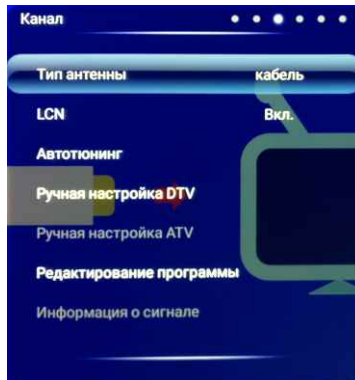 Канал
Тип антенны кабель
LCN Вкл.
Автотюнинг
Ручная настройка DTV
Ручная настройка ATV
Редактирование программы
Информация о сигнале